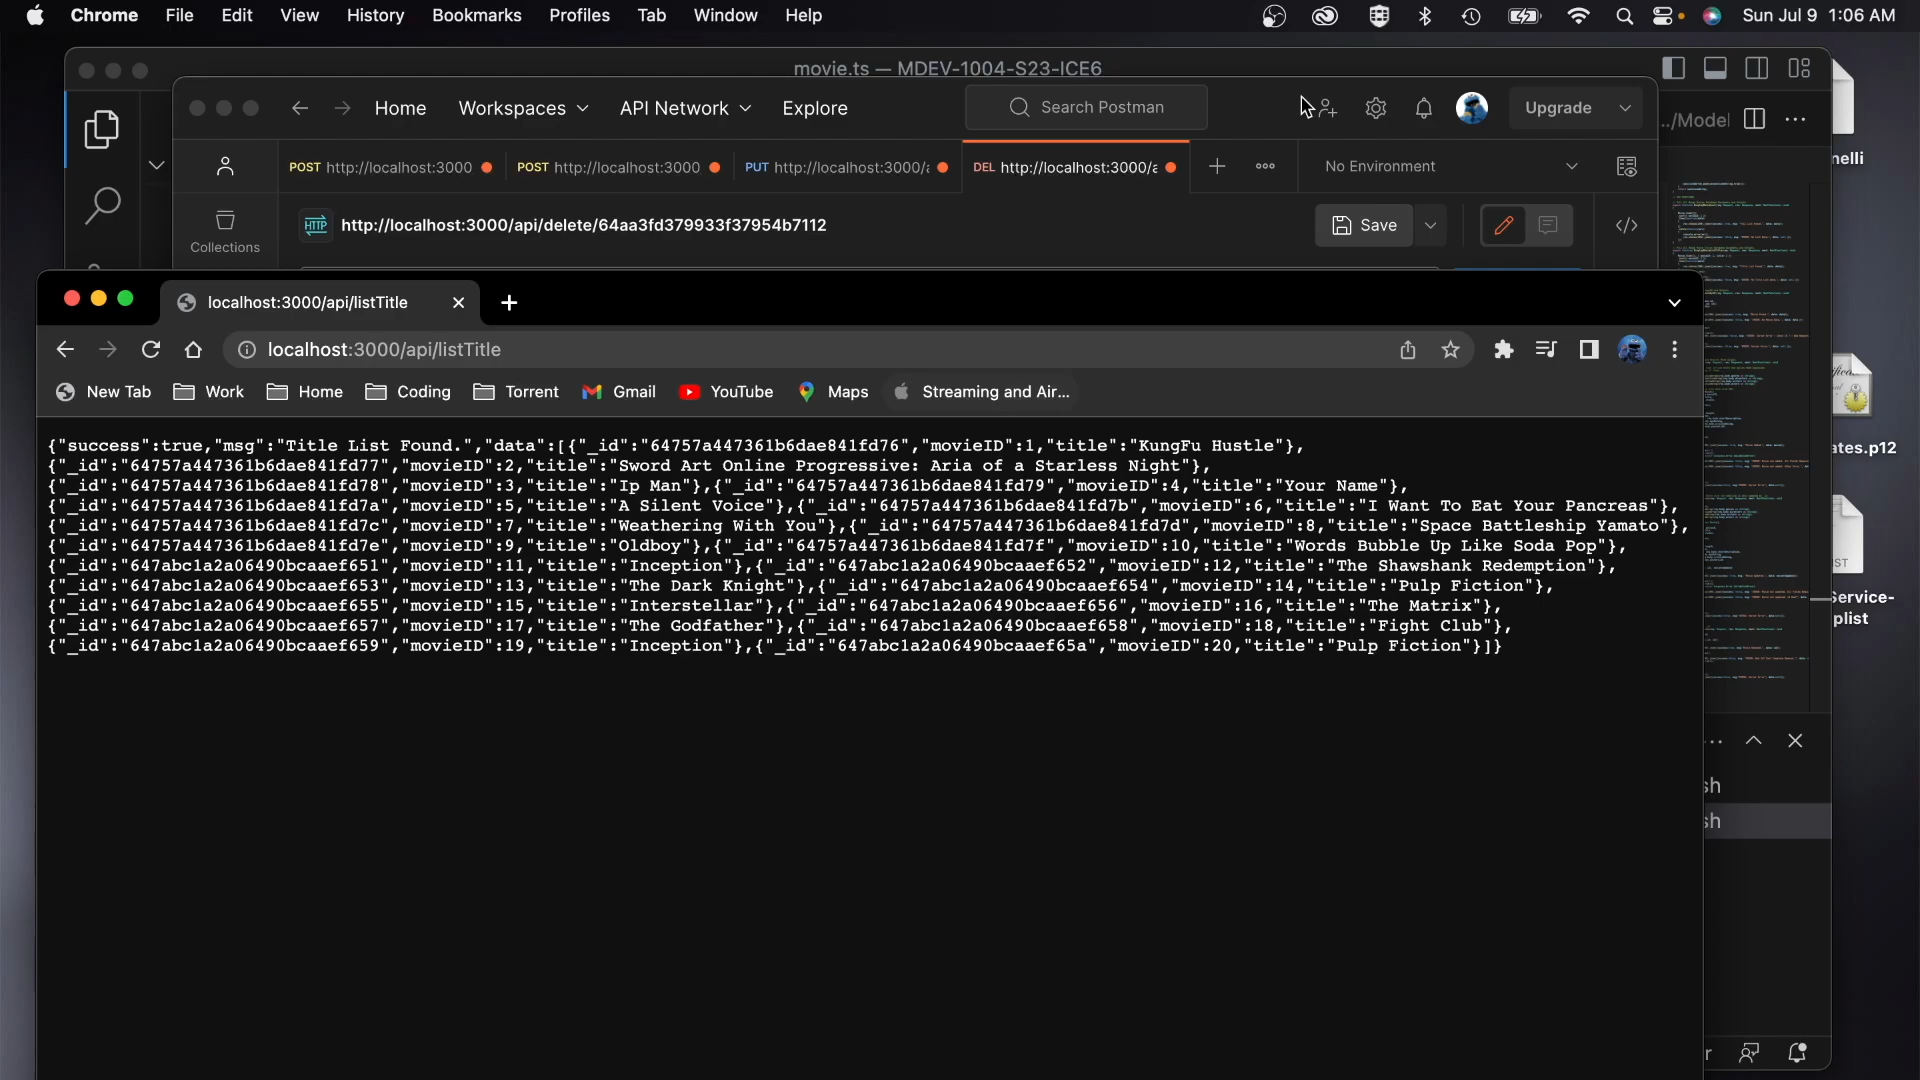 Chrome File Edit View History Bookmarks Profiles Tab Window Help Sun Jul 9 1:06 AM
movie.ts — MDEV-1004-S23-ICE6
Home Workspaces API Network Explore Search Postman Upgrade
../Model
nelli
POST http://localhost:3000 POST http://localhost:3000 PUT http://localhost:3000/a DEL http://localhost:3000/a No Environment
HTTP http://localhost:3000/api/delete/64aa3fd379933f37954b7112 Save
Collections
localhost:3000/api/listTitle
localhost:3000/api/listTitle
New Tab Work Home Coding Torrent Gmail YouTube Maps Streaming and Air...
ates.p12
{"success":true,"msg":"Title List Found.","data":[{"_id":"64757a447361b6dae841fd76","movieID":1,"title":"KungFu Hustle"},
{"_id":"64757a447361b6dae841fd77","movieID":2,"title":"Sword Art Online Progressive: Aria of a Starless Night"},
{"_id":"64757a447361b6dae841fd78","movieID":3,"title":"Ip Man"},{"_id":"64757a447361b6dae841fd79","movieID":4,"title":"Your Name"},
{"_id":"64757a447361b6dae841fd7a","movieID":5,"title":"A Silent Voice"},{"_id":"64757a447361b6dae841fd7b","movieID":6,"title":"I Want To Eat Your Pancreas"},
{"_id":"64757a447361b6dae841fd7c","movieID":7,"title":"Weathering With You"},{"_id":"64757a447361b6dae841fd7d","movieID":8,"title":"Space Battleship Yamato"},
{"_id":"64757a447361b6dae841fd7e","movieID":9,"title":"Oldboy"},{"_id":"64757a447361b6dae841fd7f","movieID":10,"title":"Words Bubble Up Like Soda Pop"},
{"_id":"647abc1a2a06490bcaaef651","movieID":11,"title":"Inception"},{"_id":"647abc1a2a06490bcaaef652","movieID":12,"title":"The Shawshank Redemption"},
{"_id":"647abc1a2a06490bcaaef653","movieID":13,"title":"The Dark Knight"},{"_id":"647abc1a2a06490bcaaef654","movieID":14,"title":"Pulp Fiction"},
{"_id":"647abc1a2a06490bcaaef655","movieID":15,"title":"Interstellar"},{"_id":"647abc1a2a06490bcaaef656","movieID":16,"title":"The Matrix"},
{"_id":"647abc1a2a06490bcaaef657","movieID":17,"title":"The Godfather"},{"_id":"647abc1a2a06490bcaaef658","movieID":18,"title":"Fight Club"},
{"_id":"647abc1a2a06490bcaaef659","movieID":19,"title":"Inception"},{"_id":"647abc1a2a06490bcaaef65a","movieID":20,"title":"Pulp Fiction"}]}
IST
Service-
plist
sh
sh
r